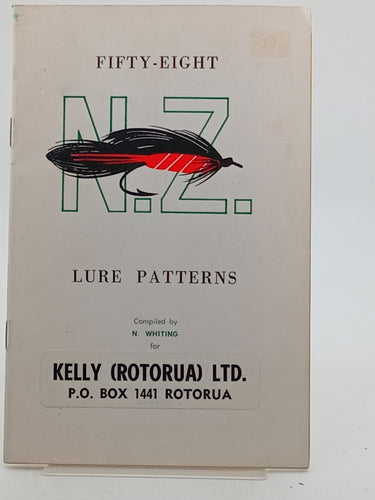 FIFTY-EIGHT
N.Z.
LURE PATTERNS
Compiled by
N. WHITING
for
KELLY (ROTORUA) LTD.
P.O. BOX 1441 ROTORUA